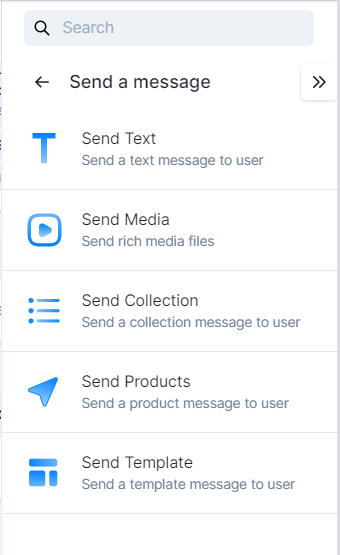 Search
Send a message
Send Text
Send a text message to user
Send Media
Send rich media files
Send Collection
Send a collection message to user
Send Products
Send a product message to user
Send Template
Send a template message to user